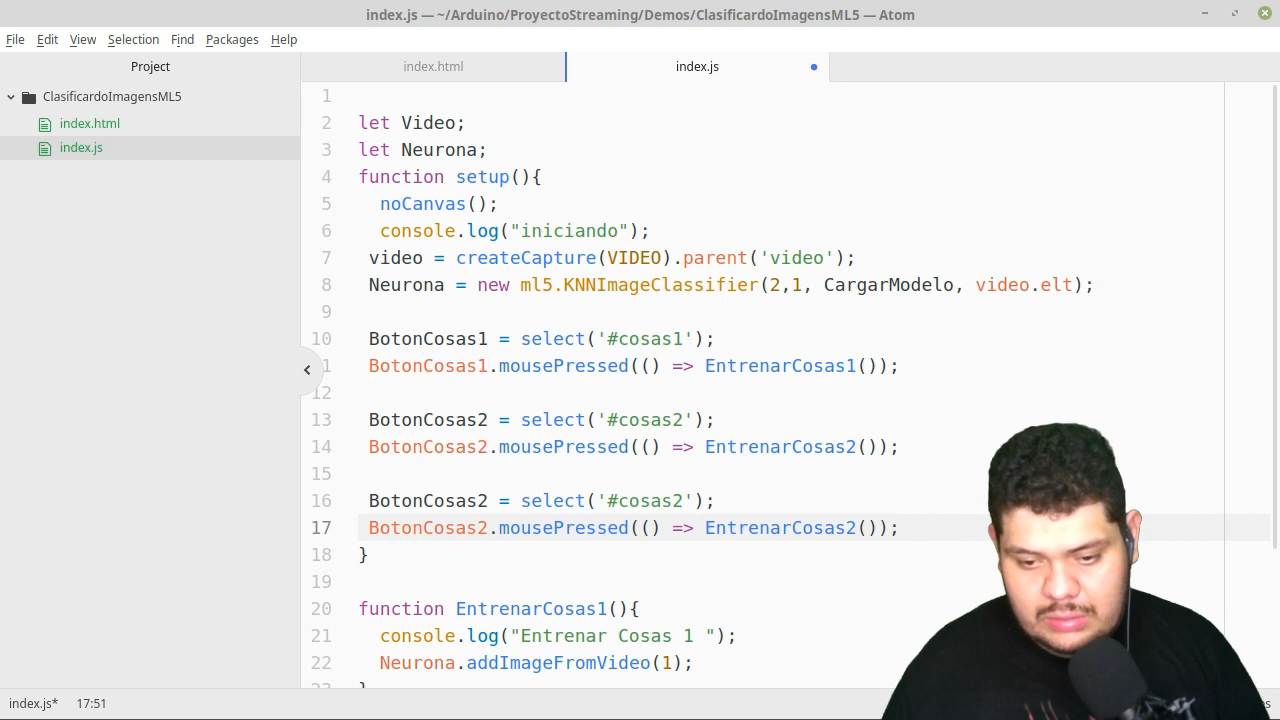 index.js — ~/Arduino/ProyectoStreaming/Demos/ClasificardoImagensML5 — Atom
File Edit View Selection Find Packages Help
Project
index.html
index.js
ClasificardoImagensML5
index.html
index.js
1
2 let Video;
3 let Neurona;
4 function setup(){
5 noCanvas();
6 console.log("iniciando");
7 video = createCapture(VIDEO).parent('video');
8 Neurona = new ml5.KNNImageClassifier(2,1, CargarModelo, video.elt);
9
10 BotonCosas1 = select('#cosas1');
1 BotonCosas1.mousePressed(() => EntrenarCosas1());
12
13 BotonCosas2 = select('#cosas2');
14 BotonCosas2.mousePressed(() => EntrenarCosas2());
15
16 BotonCosas2 = select('#cosas2');
17 BotonCosas2.mousePressed(() => EntrenarCosas2());
18 }
19
20 function EntrenarCosas1(){
21 console.log("Entrenar Cosas 1 ");
22 Neurona.addImageFromVideo(1);
23 }
index.js* 17:51